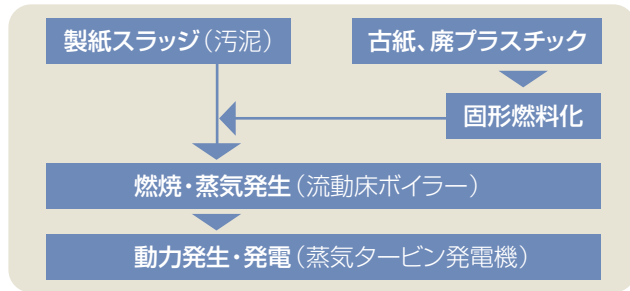 製紙スラッジ（汚泥）
古紙、廃プラスチック
固形燃料化
燃焼・蒸気発生（流動床ボイラー）
動力発生・発電（蒸気タービン発電機）